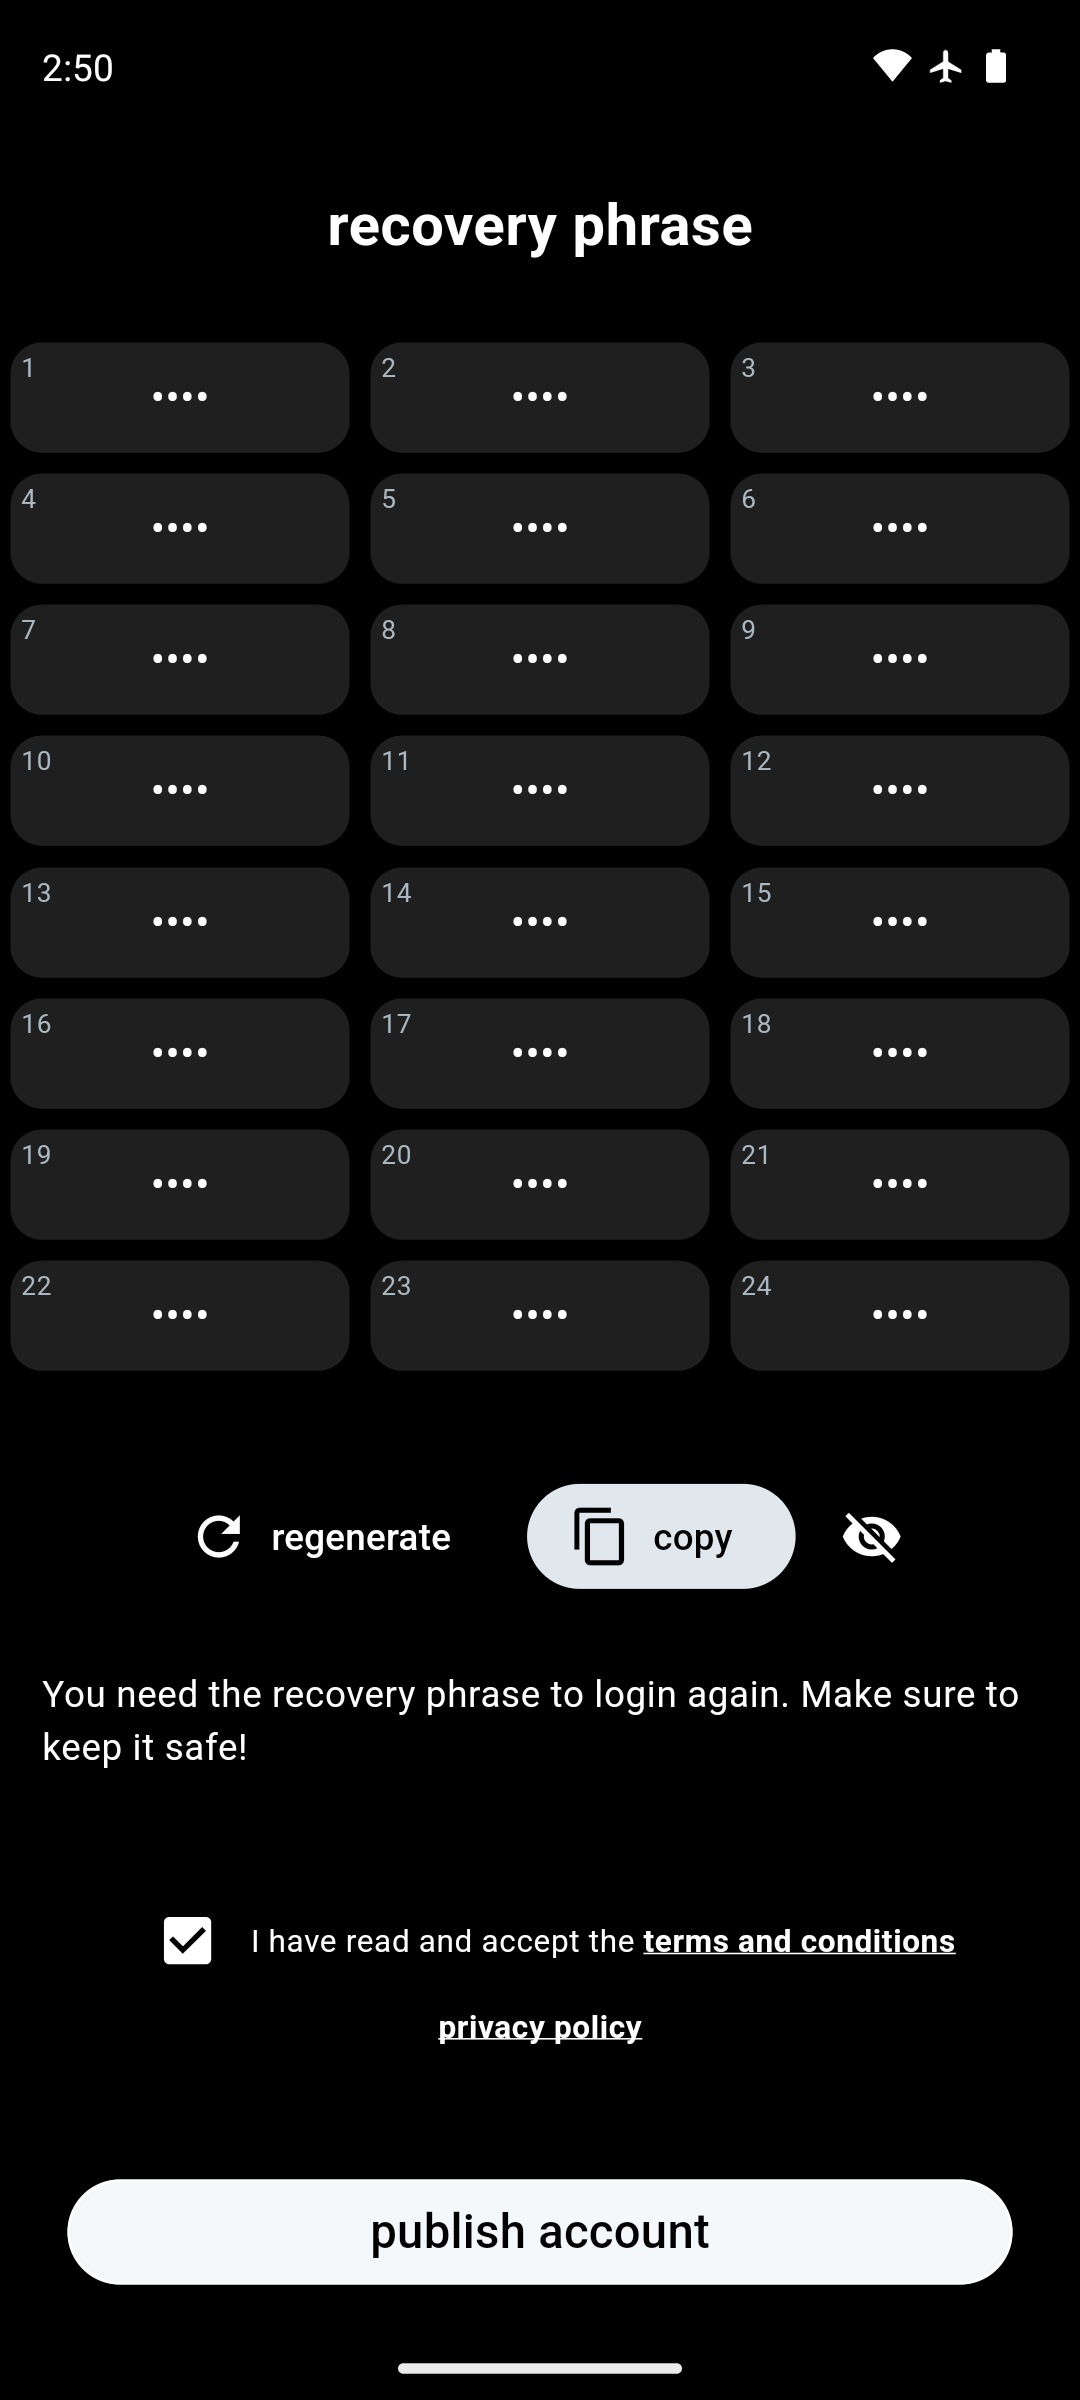 2:50
recovery phrase
1 •••• 2 •••• 3 ••••
4 •••• 5 •••• 6 ••••
7 •••• 8 •••• 9 ••••
10 •••• 11 •••• 12 ••••
13 •••• 14 •••• 15 ••••
16 •••• 17 •••• 18 ••••
19 •••• 20 •••• 21 ••••
22 •••• 23 •••• 24 ••••
regenerate copy
You need the recovery phrase to login again. Make sure to
keep it safe!
I have read and accept the terms and conditions
privacy policy
publish account